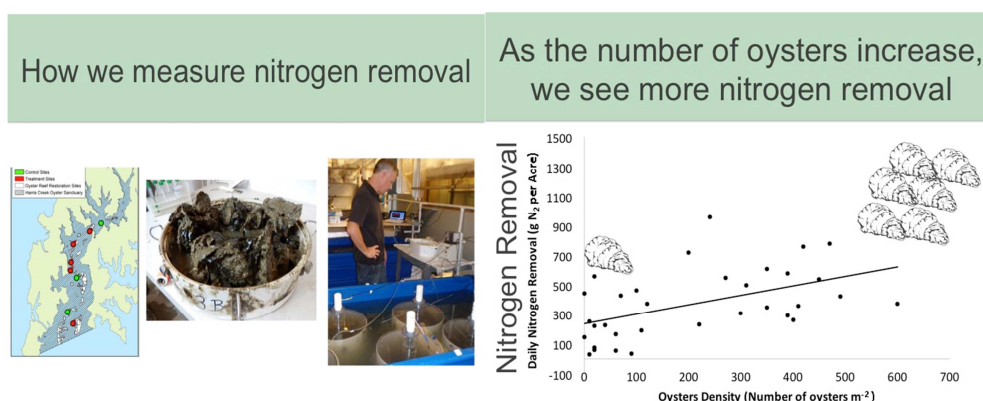 How we measure nitrogen removal
As the number of oysters increase,
we see more nitrogen removal
Control Sites
Treatment Sites
Oyster Reef Restoration Sites
Harris Creek Oyster Sanctuary
3B
Nitrogen Removal
Daily Nitrogen Removal (g N₂ per Acre)
1500
1300
1100
900
700
500
300
100
-100
0
100
200
300
400
500
600
700
Oysters Density (Number of oysters m⁻²)